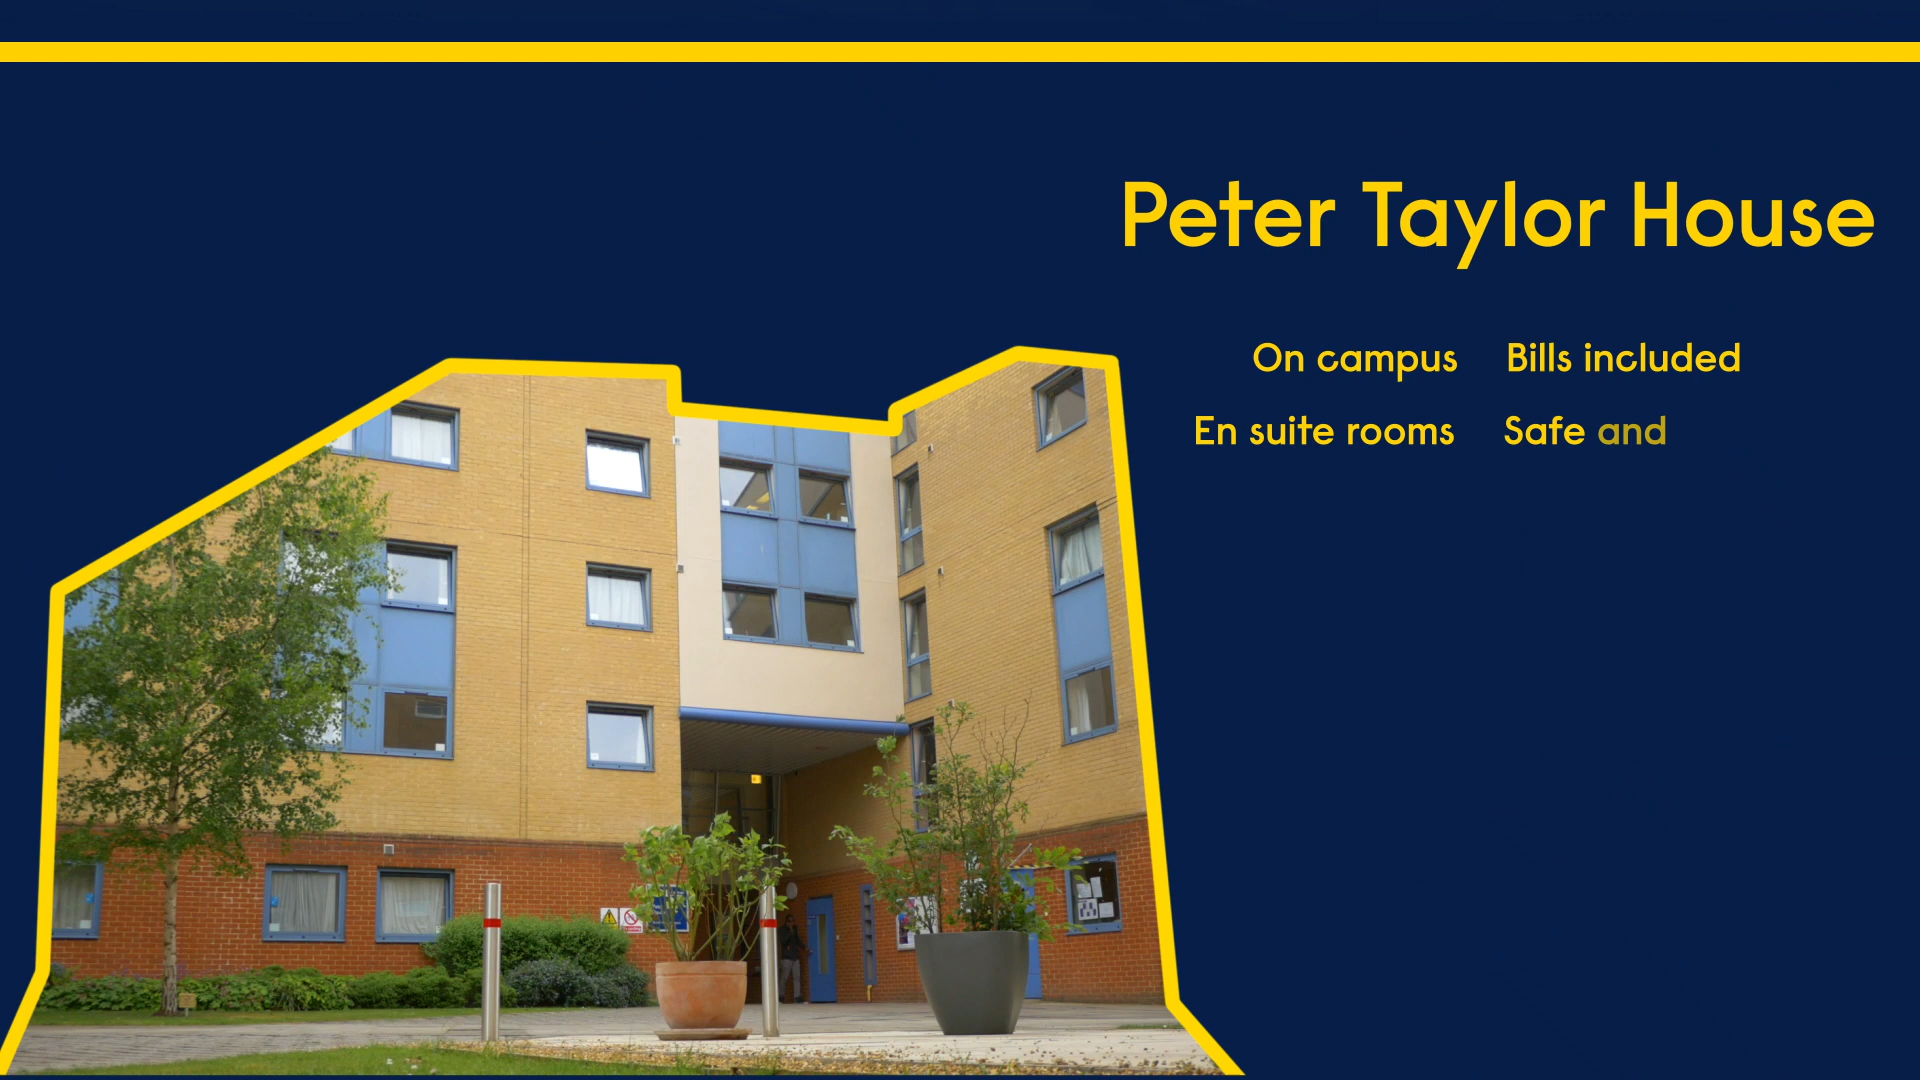 Peter Taylor House
On campus Bills included
En suite rooms Safe and